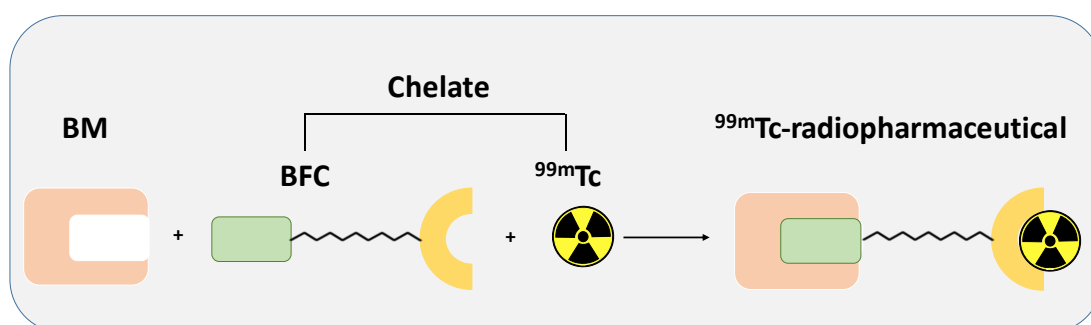 Chelate
BM
99mTc-radiopharmaceutical
BFC
99mTc
+
+